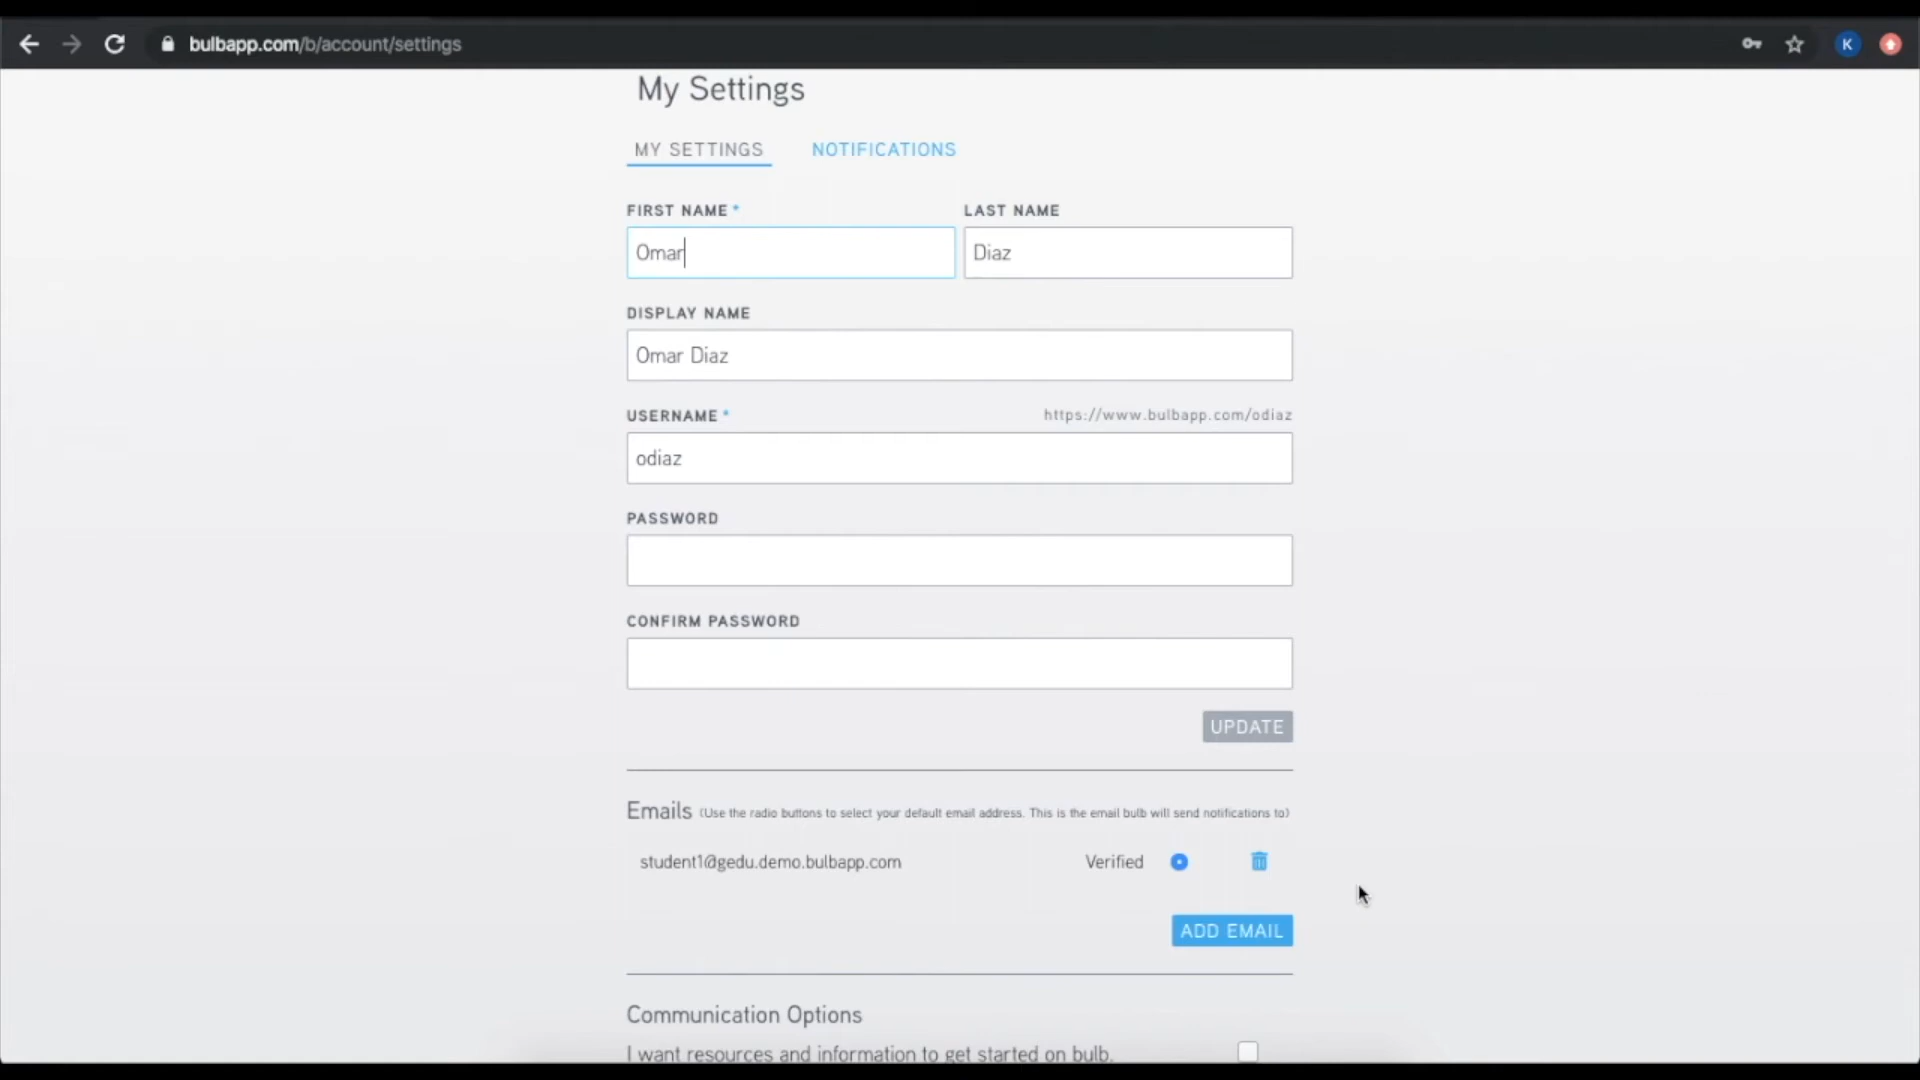 bulbapp.com/b/account/settings
K
My Settings
MY SETTINGS NOTIFICATIONS
FIRST NAME * LAST NAME
Omar Diaz
DISPLAY NAME
Omar Diaz
USERNAME * https://www.bulbapp.com/odiaz
odiaz
PASSWORD
CONFIRM PASSWORD
UPDATE
Emails (Use the radio buttons to select your default email address. This is the email bulb will send notifications to)
student1@gedu.demo.bulbapp.com Verified
ADD EMAIL
Communication Options
I want resources and information to get started on bulb.